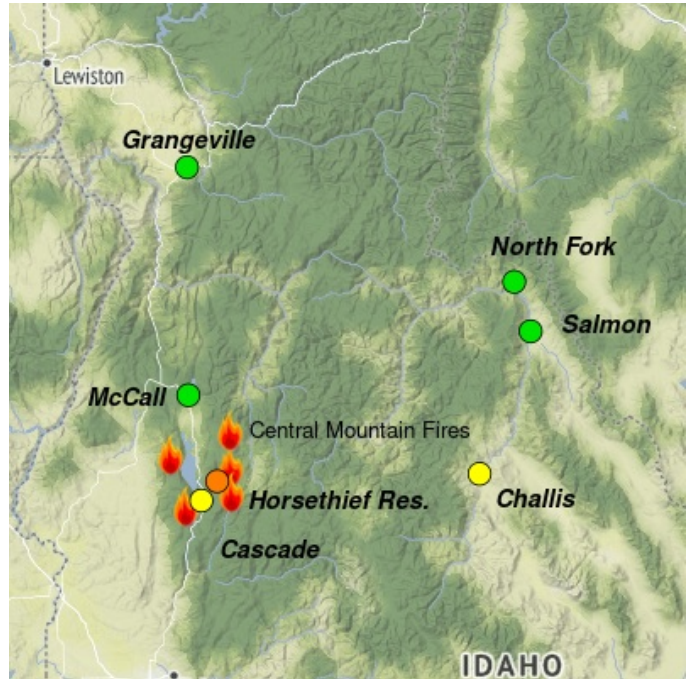 Lewiston
Grangeville
North Fork
Salmon
McCall
Central Mountain Fires
Horsethief Res.
Challis
Cascade
IDAHO